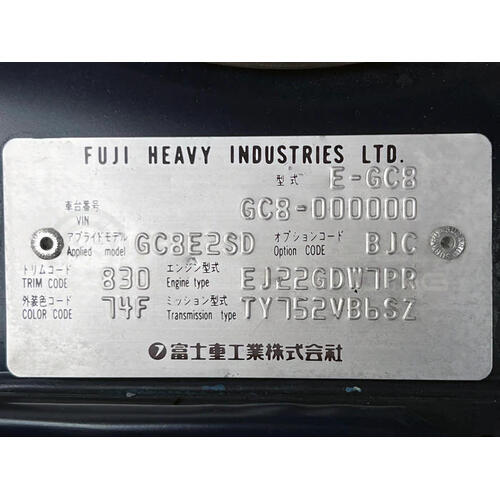 FUJI HEAVY INDUSTRIES LTD.
型式 E-GC8
車台番号 VIN GC8-000000
アプライドモデル Applied model GC8E2SD オプションコード Option CODE BJC
トリムコード TRIM CODE 830 エンジン型式 Engine type EJ22GDW7PR
外装色コード COLOR CODE 74F ミッション型式 Transmission type TY752VB6SZ
富士重工業株式会社